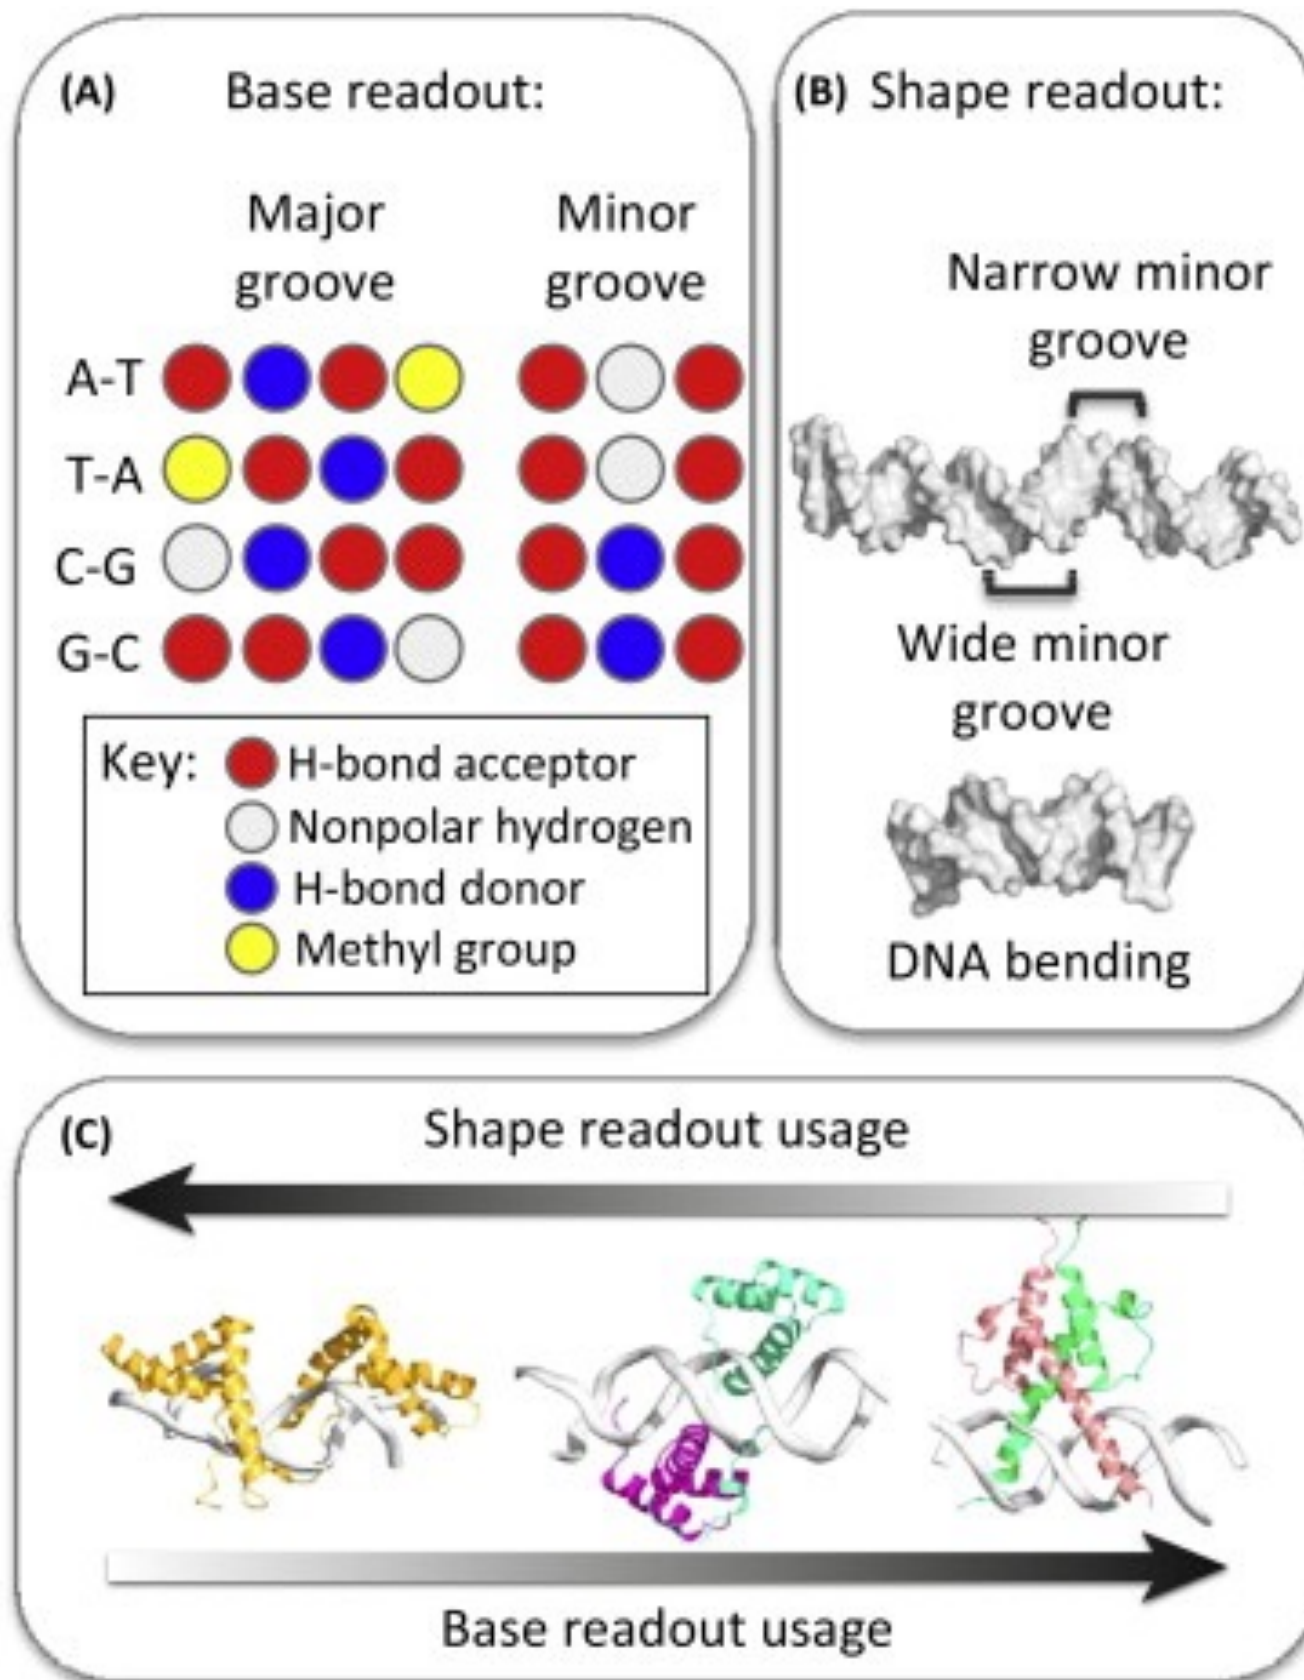 (A) Base readout:
Major groove
Minor groove
A-T
T-A
C-G
G-C
Key:
H-bond acceptor
Nonpolar hydrogen
H-bond donor
Methyl group
(B) Shape readout:
Narrow minor
groove
Wide minor
groove
DNA bending
(C)
Shape readout usage
Base readout usage